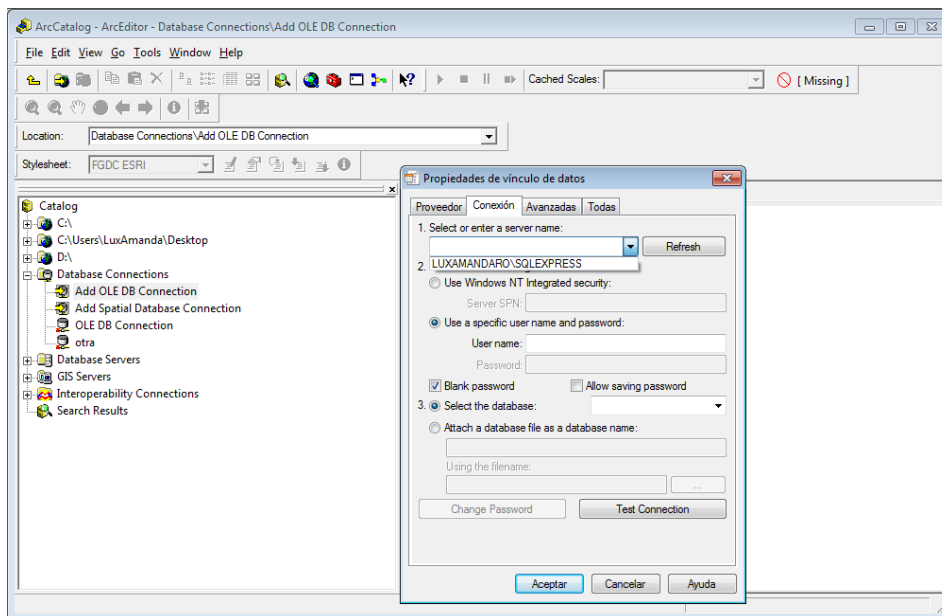 ArcCatalog - ArcEditor - Database Connections\Add OLE DB Connection
File Edit View Go Tools Window Help
Cached Scales: [ Missing ]
Location: Database Connections\Add OLE DB Connection
Stylesheet: FGDC ESRI
Catalog
C:\
C:\Users\LuxAmanda\Desktop
D:\
Database Connections
Add OLE DB Connection
Add Spatial Database Connection
OLE DB Connection
otra
Database Servers
GIS Servers
Interoperability Connections
Search Results
Propiedades de vínculo de datos
Proveedor Conexión Avanzadas Todas
1. Select or enter a server name:
Refresh
LUXAMANDARO\SQLEXPRESS
2.
Use Windows NT Integrated security:
Server SPN:
Use a specific user name and password:
User name:
Password:
Blank password Allow saving password
3. Select the database:
Attach a database file as a database name:
Using the filename:
...
Change Password Test Connection
Aceptar Cancelar Ayuda